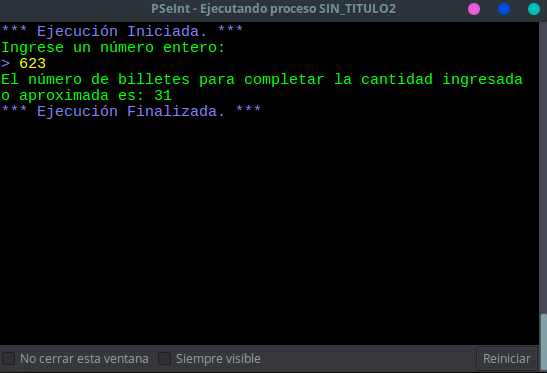 PSeInt - Ejecutando proceso SIN_TITULO2
*** Ejecución Iniciada. ***
Ingrese un número entero:
> 623
El número de billetes para completar la cantidad ingresada
o aproximada es: 31
*** Ejecución Finalizada. ***
No cerrar esta ventana Siempre visible Reiniciar